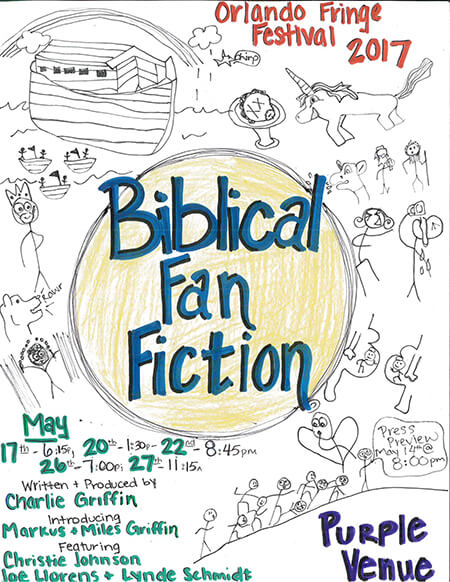 Orlando Fringe
Festival 2017
Chirp
Biblical
Fan
Fiction
Rawr
May
17th - 6:15p, 20th - 1:30p - 22nd - 8:45pm
26th - 7:00p; 27th - 11:15A
Written + Produced by
Charlie Griffin
Introducing
Markus + Miles Griffin
Featuring
Christie Johnson
Joe Llorens + Lynde Schmidt
Press
Preview
May 14th @
8:00pm
Purple
Venue